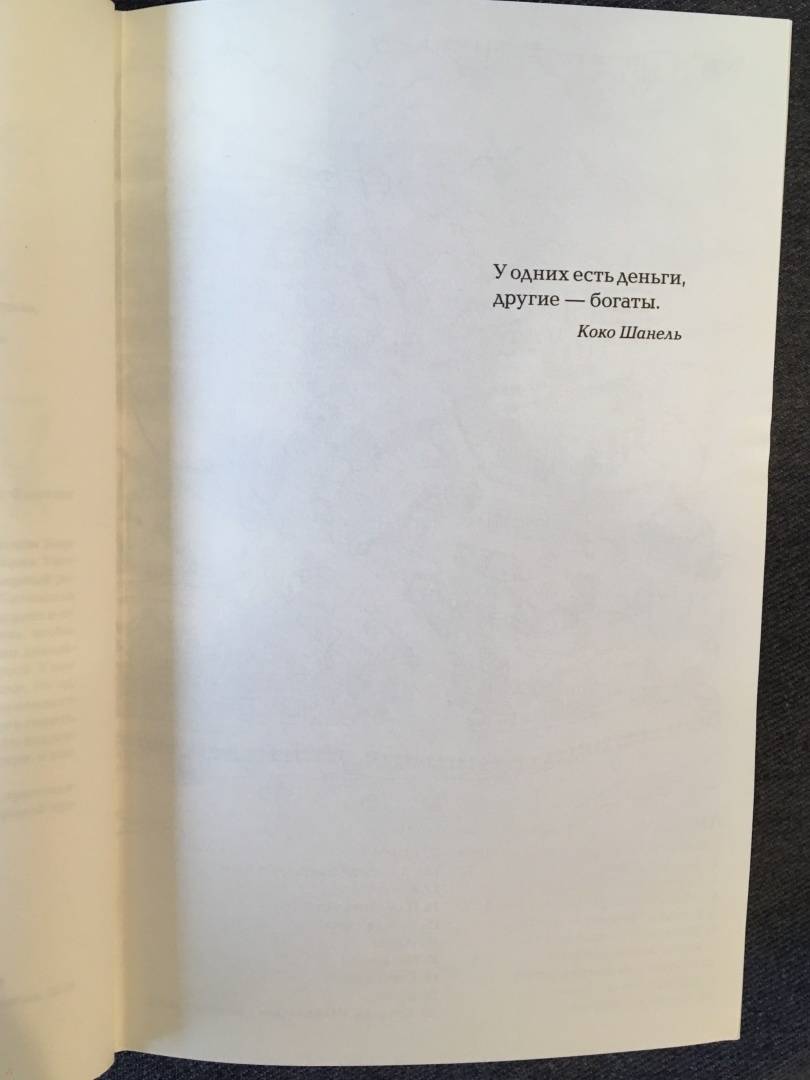 У одних есть деньги,
другие — богаты.
Коко Шанель